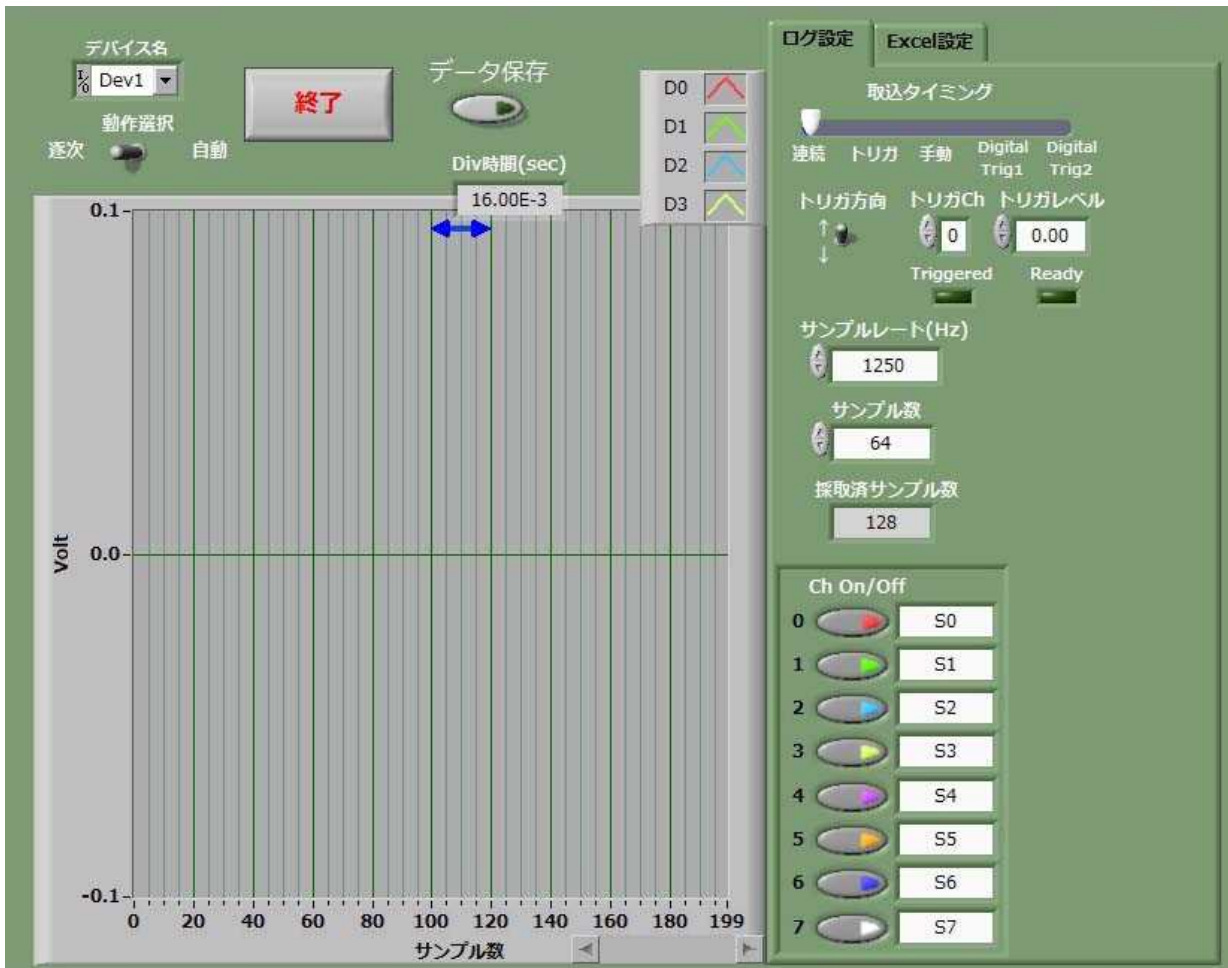 デバイス名
Dev1
終了
データ保存
動作選択
逐次 自動
Div時間(sec)
16.00E-3
D0
D1
D2
D3
0.1
0.0
-0.1
Volt
0 20 40 60 80 100 120 140 160 180 199
サンプル数
ログ設定 Excel設定
取込タイミング
連続 トリガ 手動 Digital Trig1 Digital Trig2
トリガ方向 トリガCh トリガレベル
↑
↓
0 0.00
Triggered Ready
サンプルレート(Hz)
1250
サンプル数
64
採取済サンプル数
128
Ch On/Off
0 S0
1 S1
2 S2
3 S3
4 S4
5 S5
6 S6
7 S7